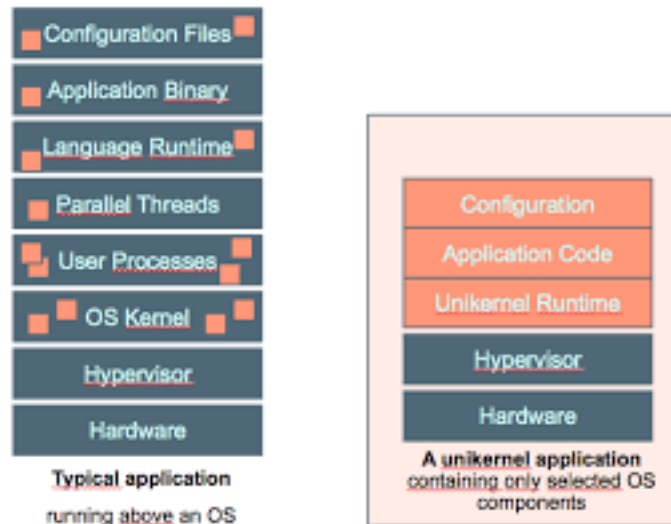 Configuration Files
Application Binary
Language Runtime
Parallel Threads
User Processes
OS Kernel
Hypervisor
Hardware
Typical application
running above an OS
Configuration
Application Code
Unikernel Runtime
Hypervisor
Hardware
A unikernel application
containing only selected OS
components